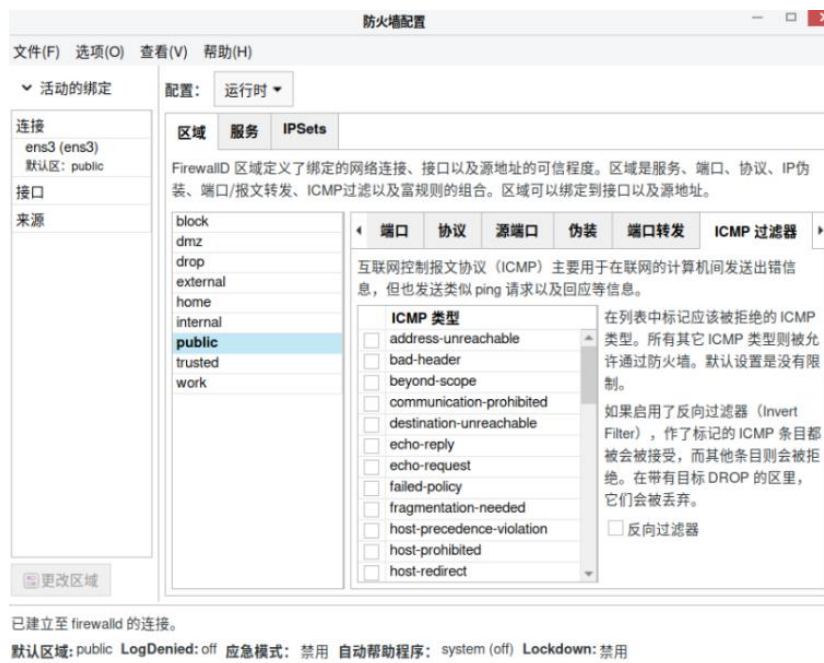 防火墙配置
文件(F) 选项(O) 查看(V) 帮助(H)
活动的绑定
配置： 运行时
连接
ens3 (ens3)
默认区：public
接口
来源
更改区域
区域 服务 IPSets
FirewallD 区域定义了绑定的网络连接、接口以及源地址的可信程度。区域是服务、端口、协议、IP伪
装、端口/报文转发、ICMP过滤以及富规则的组合。区域可以绑定到接口以及源地址。
block
dmz
drop
external
home
internal
public
trusted
work
端口 协议 源端口 伪装 端口转发 ICMP 过滤器
互联网控制报文协议（ICMP）主要用于在联网的计算机间发送出错信
息，但也发送类似 ping 请求以及回应等信息。
ICMP 类型
address-unreachable
bad-header
beyond-scope
communication-prohibited
destination-unreachable
echo-reply
echo-request
failed-policy
fragmentation-needed
host-precedence-violation
host-prohibited
host-redirect
在列表中标记应该被拒绝的 ICMP
类型。所有其它 ICMP 类型则被允
许通过防火墙。默认设置是没有限
制。
如果启用了反向过滤器（Invert
Filter），作了标记的 ICMP 条目都
被会被接受，而其他条目则会被拒
绝。在带有目标 DROP 的区里，
它们会被丢弃。
反向过滤器
已建立至 firewalld 的连接。
默认区域: public LogDenied: off 应急模式： 禁用 自动帮助程序： system (off) Lockdown: 禁用